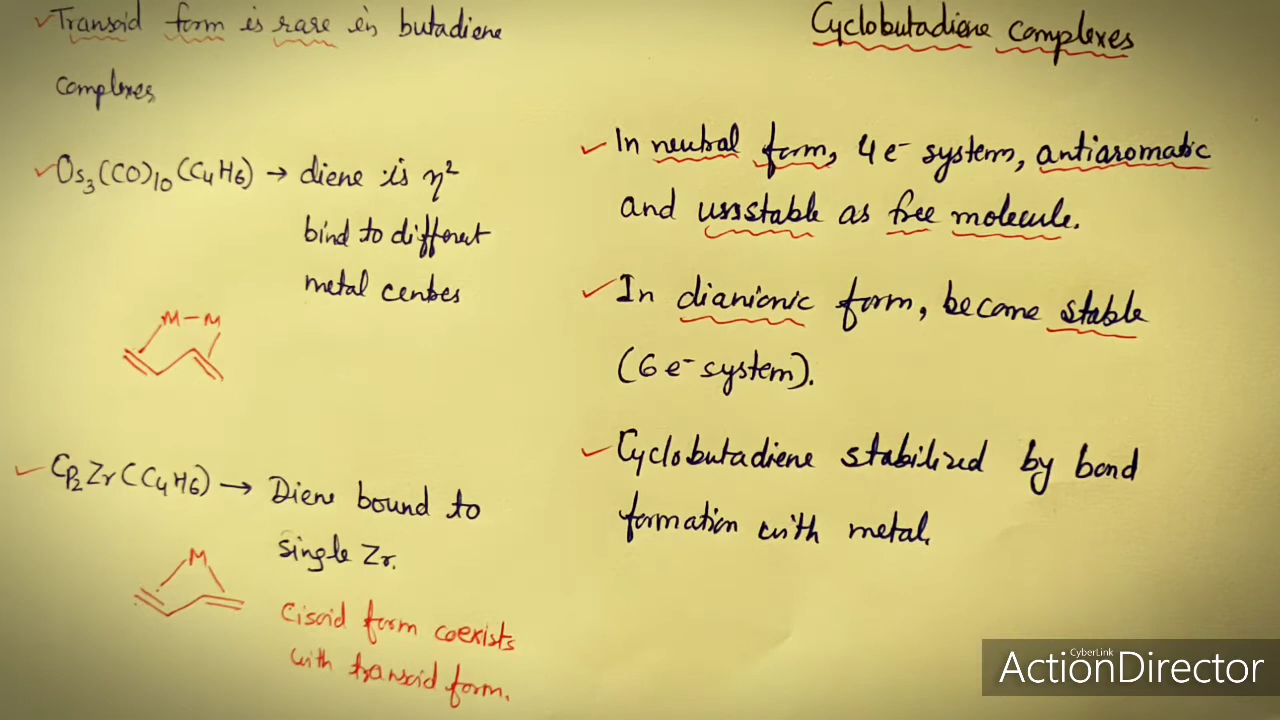 Transoid form is rare in butadiene
complexes
Os3(CO)10(C4H6) → diene is η²
bind to different
metal centres
M-M
Cp2Zr(C4H6) → Diene bound to
single Zr.
M
Cisoid form coexists
with transoid form.
Cyclobutadiene complexes
In neutral form, 4e⁻ system, antiaromatic
and unstable as free molecule.
In dianionic form, become stable
(6e⁻ system).
Cyclobutadiene stabilized by bond
formation with metal.
CyberLink
ActionDirector